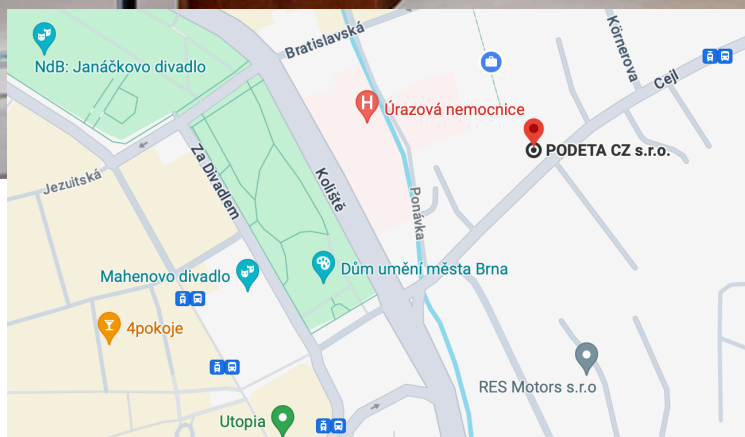 Bratislavská
Körnerova
Cejl
NdB: Janáčkovo divadlo
H
Úrazová nemocnice
PODETA CZ s.r.o.
Jezuitská
Za Divadlem
Koliště
Ponávka
Mahenovo divadlo
Dům umění města Brna
4pokoje
RES Motors s.r.o
Utopia